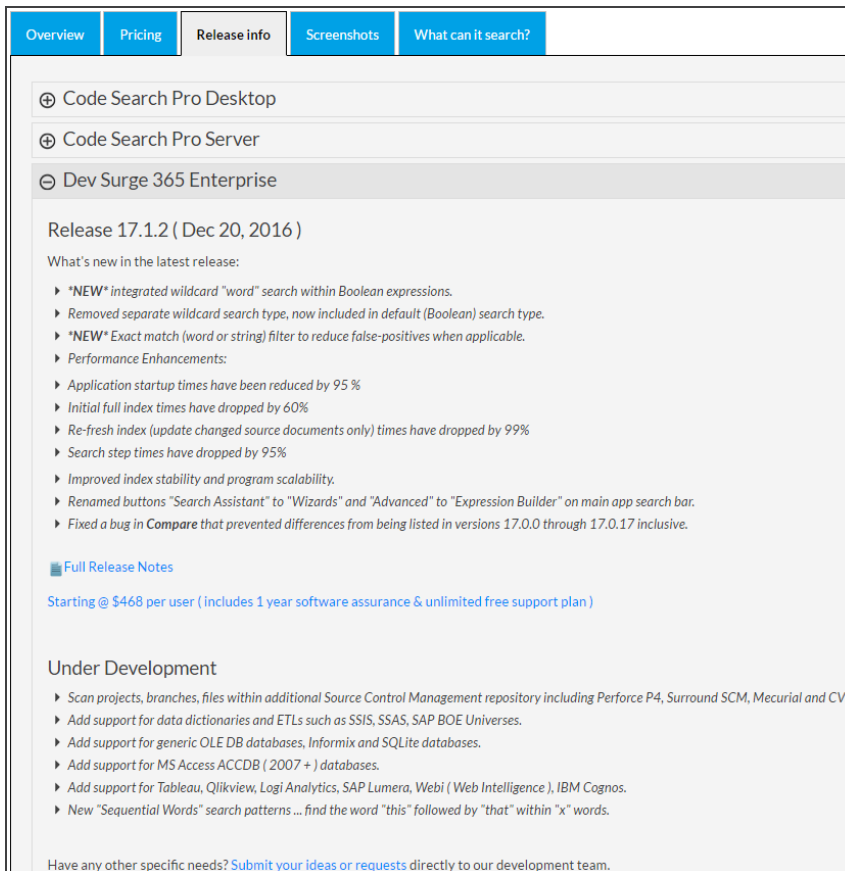 Overview Pricing Release info Screenshots What can it search?
Code Search Pro Desktop
Code Search Pro Server
Dev Surge 365 Enterprise
Release 17.1.2 ( Dec 20, 2016 )
What's new in the latest release:
*NEW* integrated wildcard "word" search within Boolean expressions.
Removed separate wildcard search type, now included in default (Boolean) search type.
*NEW* Exact match (word or string) filter to reduce false-positives when applicable.
Performance Enhancements:
Application startup times have been reduced by 95 %
Initial full index times have dropped by 60%
Re-fresh index (update changed source documents only) times have dropped by 99%
Search step times have dropped by 95%
Improved index stability and program scalability.
Renamed buttons "Search Assistant" to "Wizards" and "Advanced" to "Expression Builder" on main app search bar.
Fixed a bug in Compare that prevented differences from being listed in versions 17.0.0 through 17.0.17 inclusive.
Full Release Notes
Starting @ $468 per user ( includes 1 year software assurance & unlimited free support plan )
Under Development
Scan projects, branches, files within additional Source Control Management repository including Perforce P4, Surround SCM, Mecurial and CV
Add support for data dictionaries and ETLs such as SSIS, SSAS, SAP BOE Universes.
Add support for generic OLE DB databases, Informix and SQLite databases.
Add support for MS Access ACCDB ( 2007 + ) databases.
Add support for Tableau, Qlikview, Logi Analytics, SAP Lumera, Webi ( Web Intelligence ), IBM Cognos.
New "Sequential Words" search patterns ... find the word "this" followed by "that" within "x" words.
Have any other specific needs? Submit your ideas or requests directly to our development team.